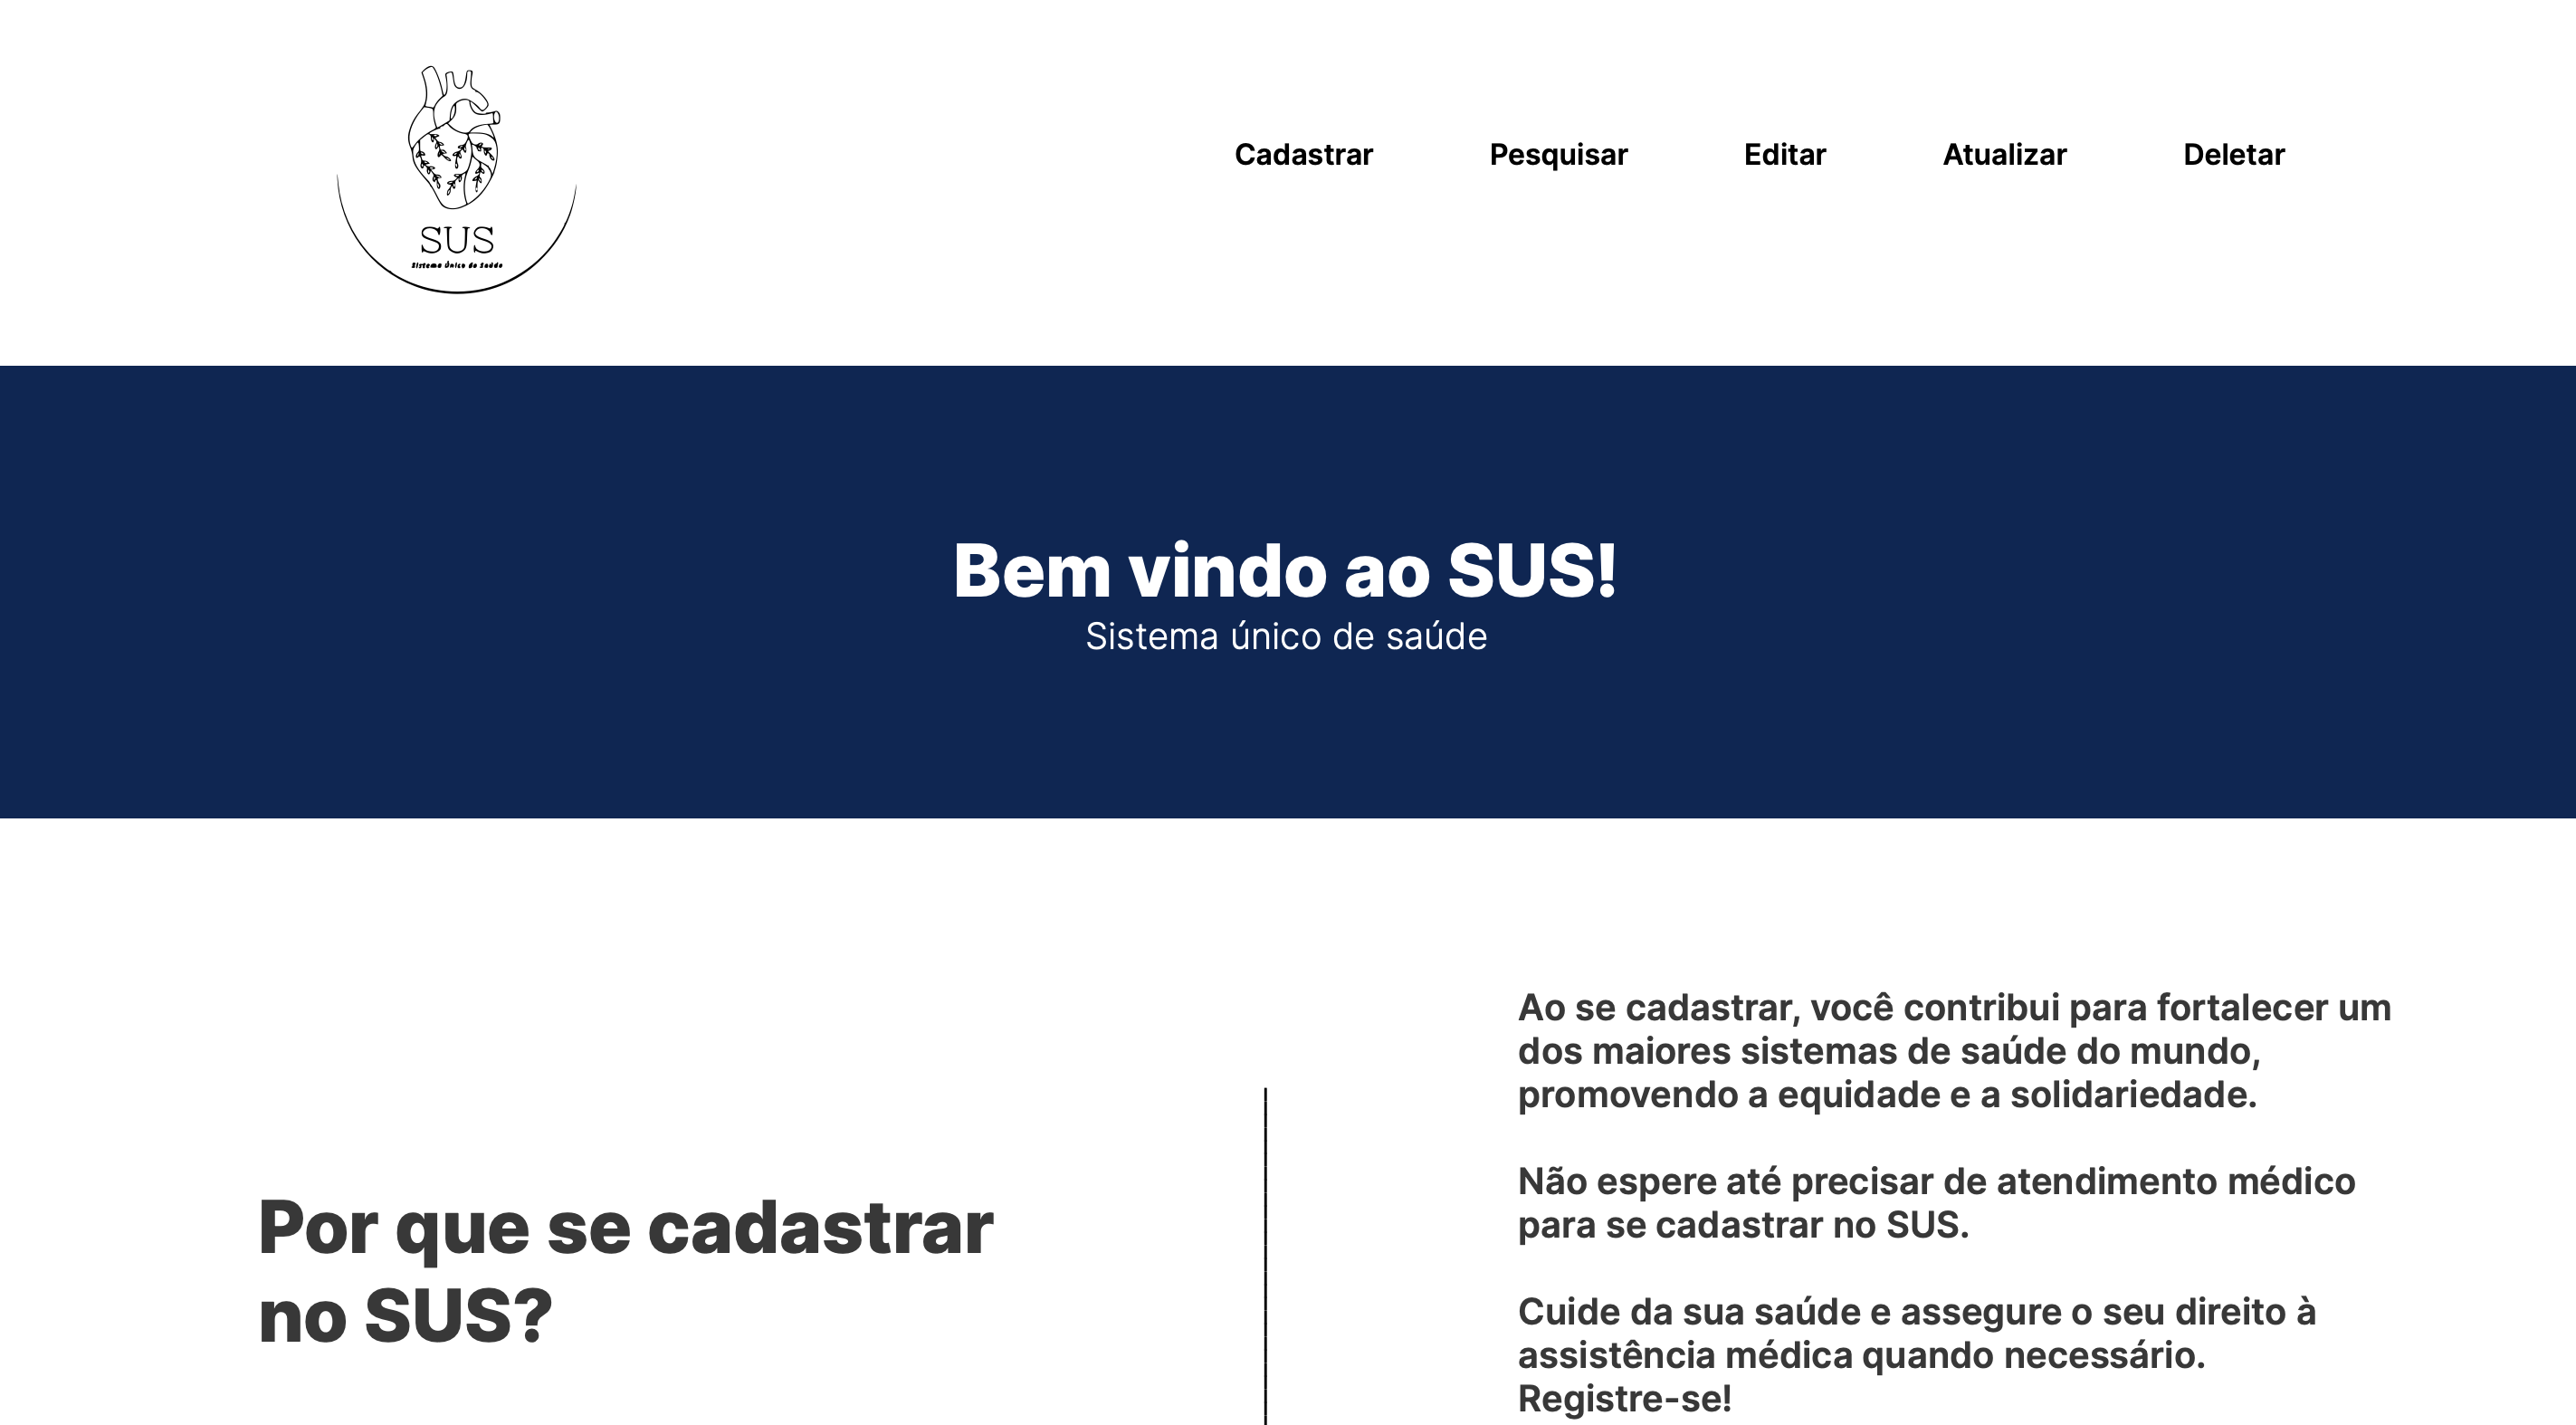 SUS
Sistema Único de Saúde
Cadastrar Pesquisar Editar Atualizar Deletar
Bem vindo ao SUS!
Sistema único de saúde
Por que se cadastrar
no SUS?
Ao se cadastrar, você contribui para fortalecer um
dos maiores sistemas de saúde do mundo,
promovendo a equidade e a solidariedade.
Não espere até precisar de atendimento médico
para se cadastrar no SUS.
Cuide da sua saúde e assegure o seu direito à
assistência médica quando necessário.
Registre-se!